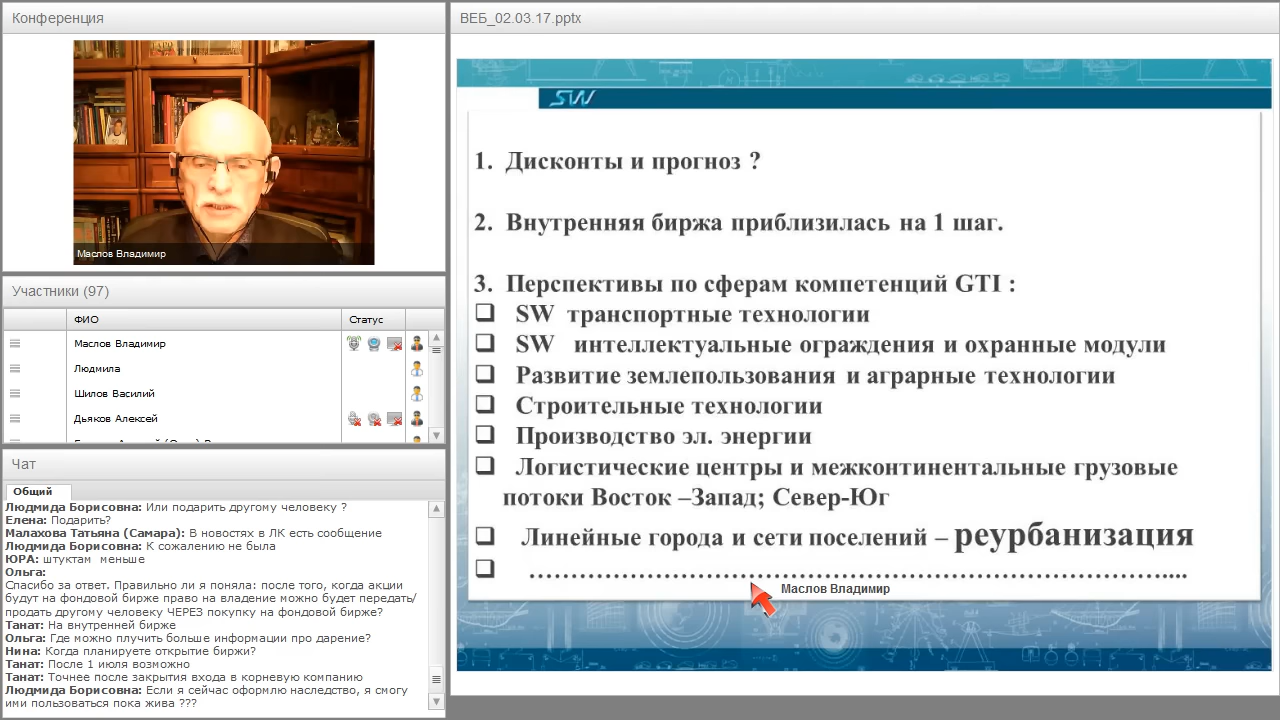 Конференция
Маслов Владимир
Участники (97)
ФИО Статус
Маслов Владимир
Людмила
Шилов Василий
Дьяков Алексей
Чат
Общий
Людмида Борисовна: Или подарить другому человеку ?
Елена: Подарить?
Малахова Татьяна (Самара): В новостях в ЛК есть сообщение
Людмида Борисовна: К сожалению не была
ЮРА: штуктам меньше
Ольга:
Спасибо за ответ. Правильно ли я поняла: после того, когда акции
будут на фондовой бирже право на владение можно будет передать/
продать другому человеку ЧЕРЕЗ покупку на фондовой бирже?
Танат: На внутренней бирже
Ольга: Где можно плучить больше информации про дарение?
Нина: Когда планируете открытие биржи?
Танат: После 1 июля возможно
Танат: Точнее после закрытия входа в корневую компанию
Людмида Борисовна: Если я сейчас оформлю наследство, я смогу
ими пользоваться пока жива ???
ВЕБ_02.03.17.pptx
SW
1. Дисконты и прогноз ?
2. Внутренняя биржа приблизилась на 1 шаг.
3. Перспективы по сферам компетенций GTI :
❑ SW транспортные технологии
❑ SW интеллектуальные ограждения и охранные модули
❑ Развитие землепользования и аграрные технологии
❑ Строительные технологии
❑ Производство эл. энергии
❑ Логистические центры и межконтинентальные грузовые
потоки Восток –Запад; Север-Юг
❑ Линейные города и сети поселений – реурбанизация
❑ ……………………………………………………………………....
Маслов Владимир